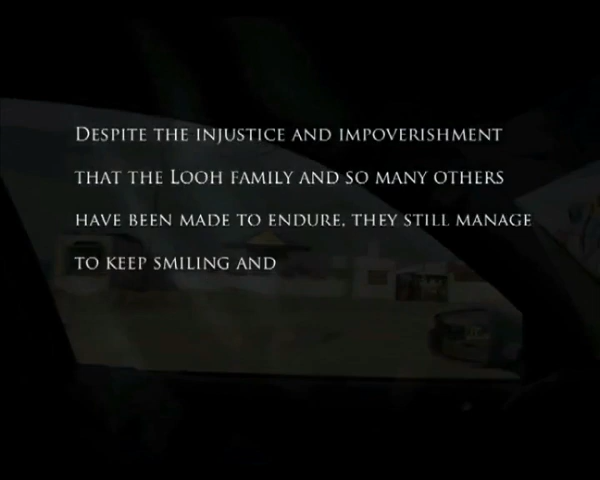 Despite the injustice and impoverishment
that the Looh family and so many others
have been made to endure, they still manage
to keep smiling and